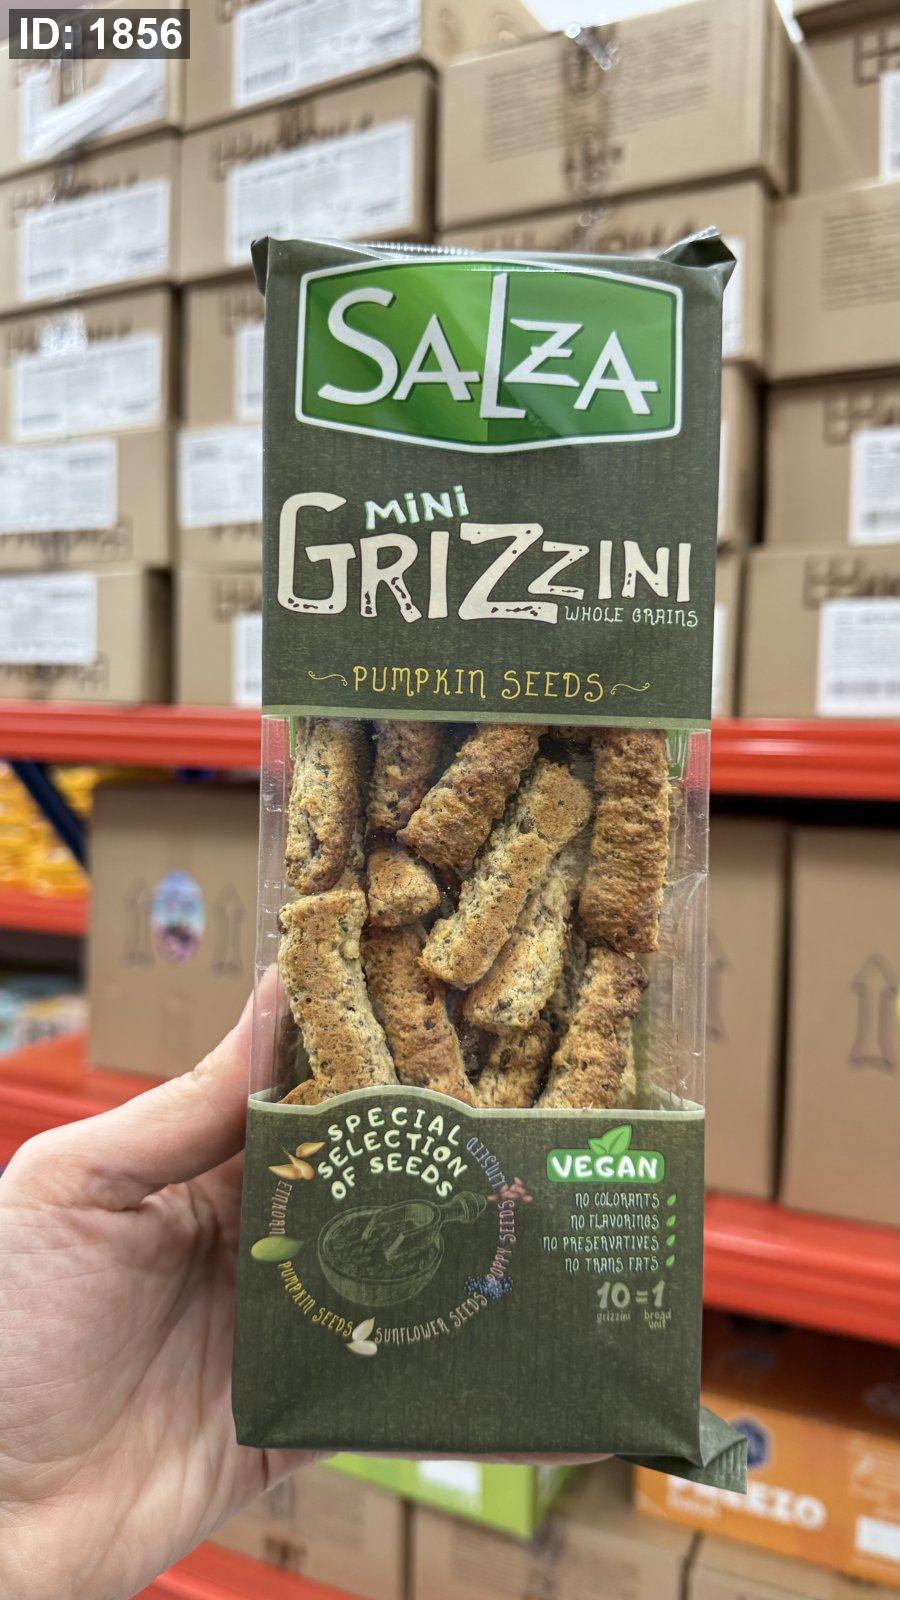 ID: 1856
SALZA
MiNi
GRIZZINI
WHOLE GRAINS
PUMPKIN SEEDS
SPECIAL
SELECTION
OF SEEDS
EINKORN
PUMPKIN SEEDS
SUNFLOWER SEEDS
POPPY SEEDS
LINSEED
VEGAN
NO COLORANTS
NO FLAVORINGS
NO PRESERVATIVES
NO TRANS FATS
10=1
grizzini bread
unit